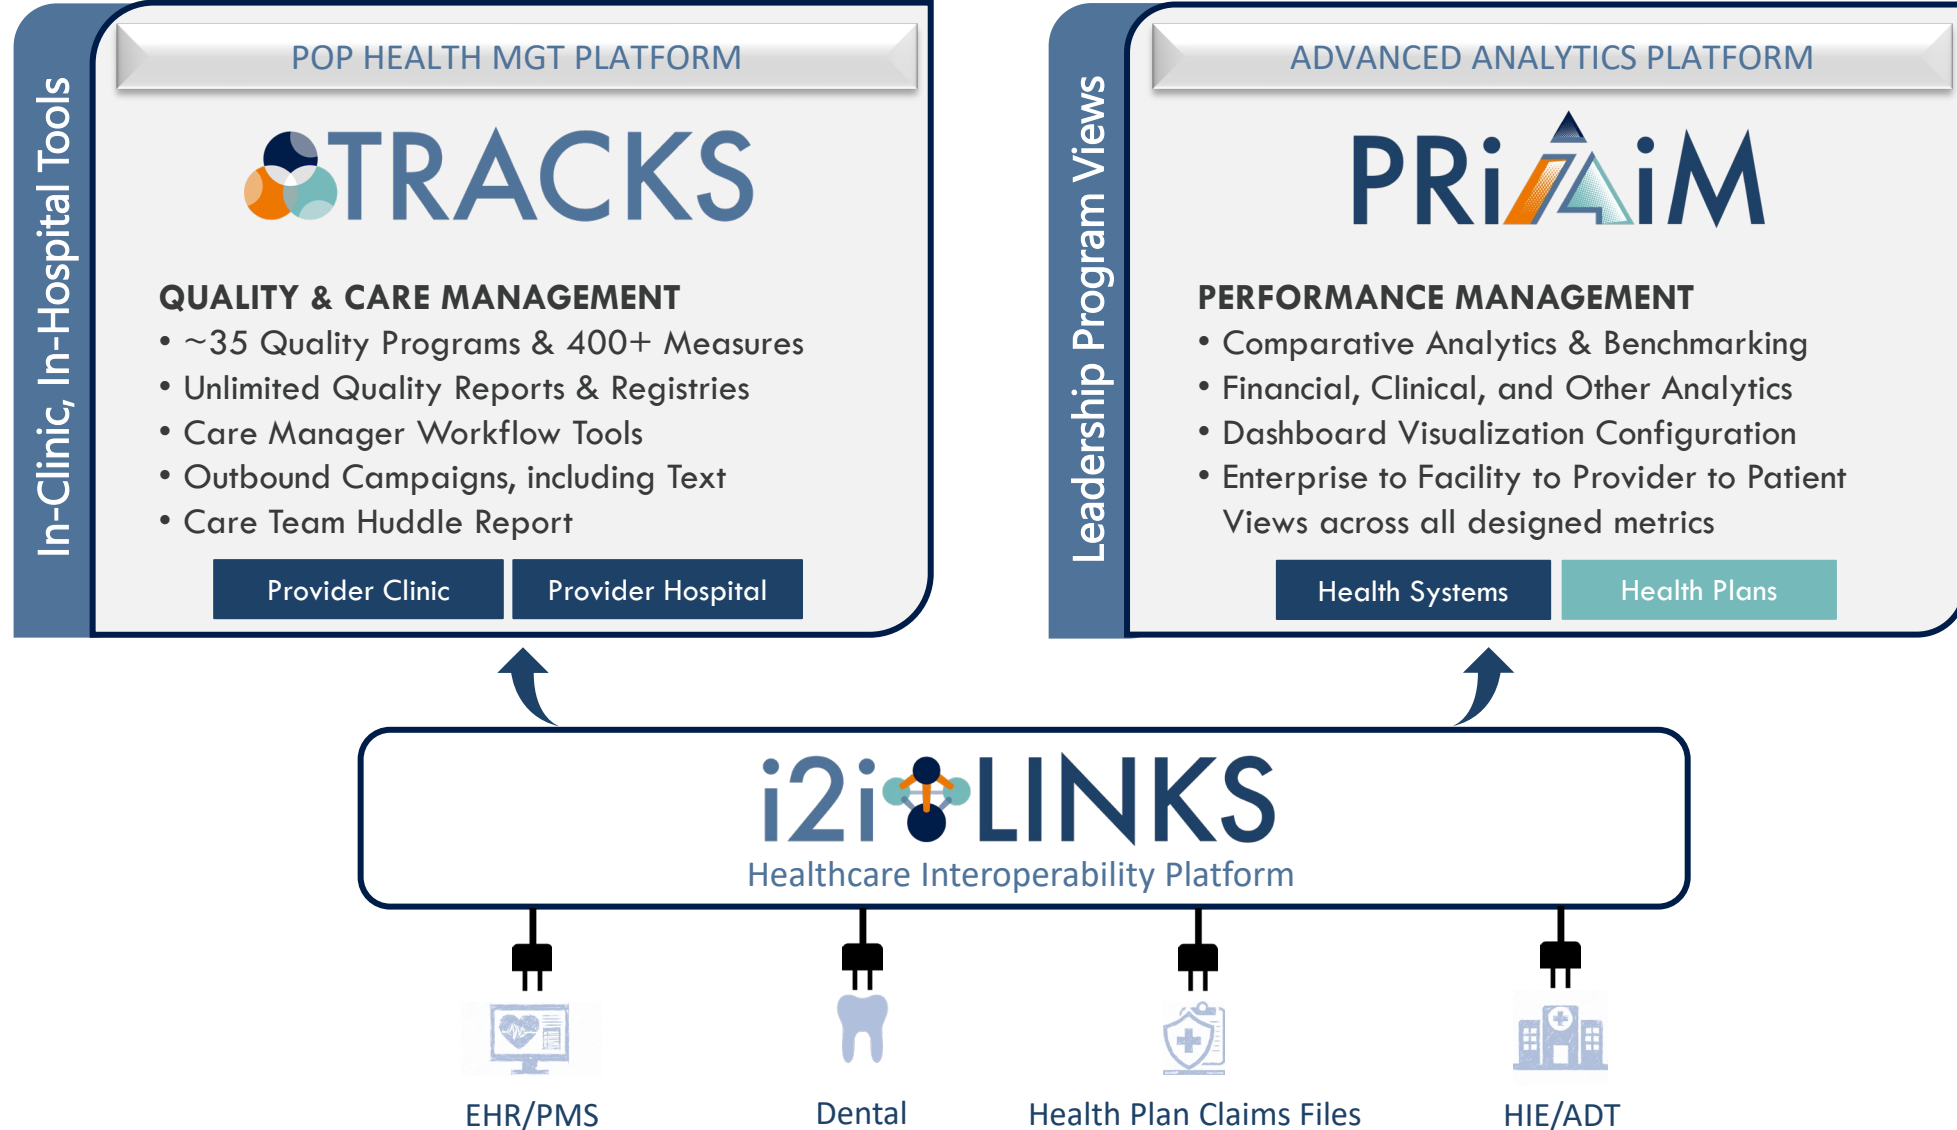 In-Clinic, In-Hospital Tools
POP HEALTH MGT PLATFORM
TRACKS
QUALITY & CARE MANAGEMENT
• ~35 Quality Programs & 400+ Measures
• Unlimited Quality Reports & Registries
• Care Manager Workflow Tools
• Outbound Campaigns, including Text
• Care Team Huddle Report
Provider Clinic
Provider Hospital
Leadership Program Views
ADVANCED ANALYTICS PLATFORM
PRiAiM
PERFORMANCE MANAGEMENT
• Comparative Analytics & Benchmarking
• Financial, Clinical, and Other Analytics
• Dashboard Visualization Configuration
• Enterprise to Facility to Provider to Patient
Views across all designed metrics
Health Systems
Health Plans
i2i LINKS
Healthcare Interoperability Platform
EHR/PMS
Dental
Health Plan Claims Files
HIE/ADT